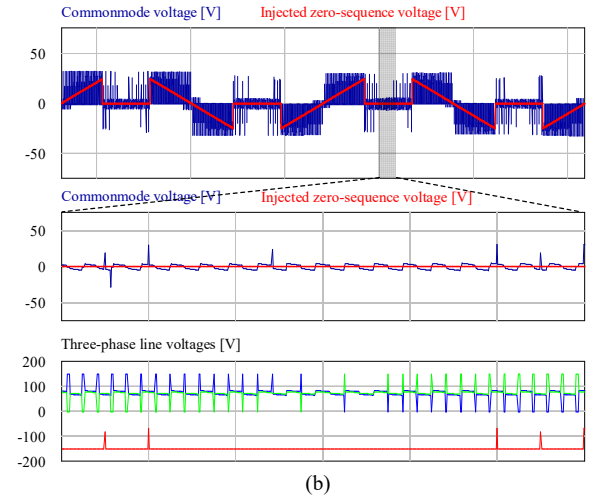 Commonmode voltage [V] Injected zero-sequence voltage [V]
50
0
-50
Commonmode voltage[V] Injected zero-sequence voltage [V]
50
0
-50
Three-phase line voltages [V]
200
100
0
-100
-200
(b)